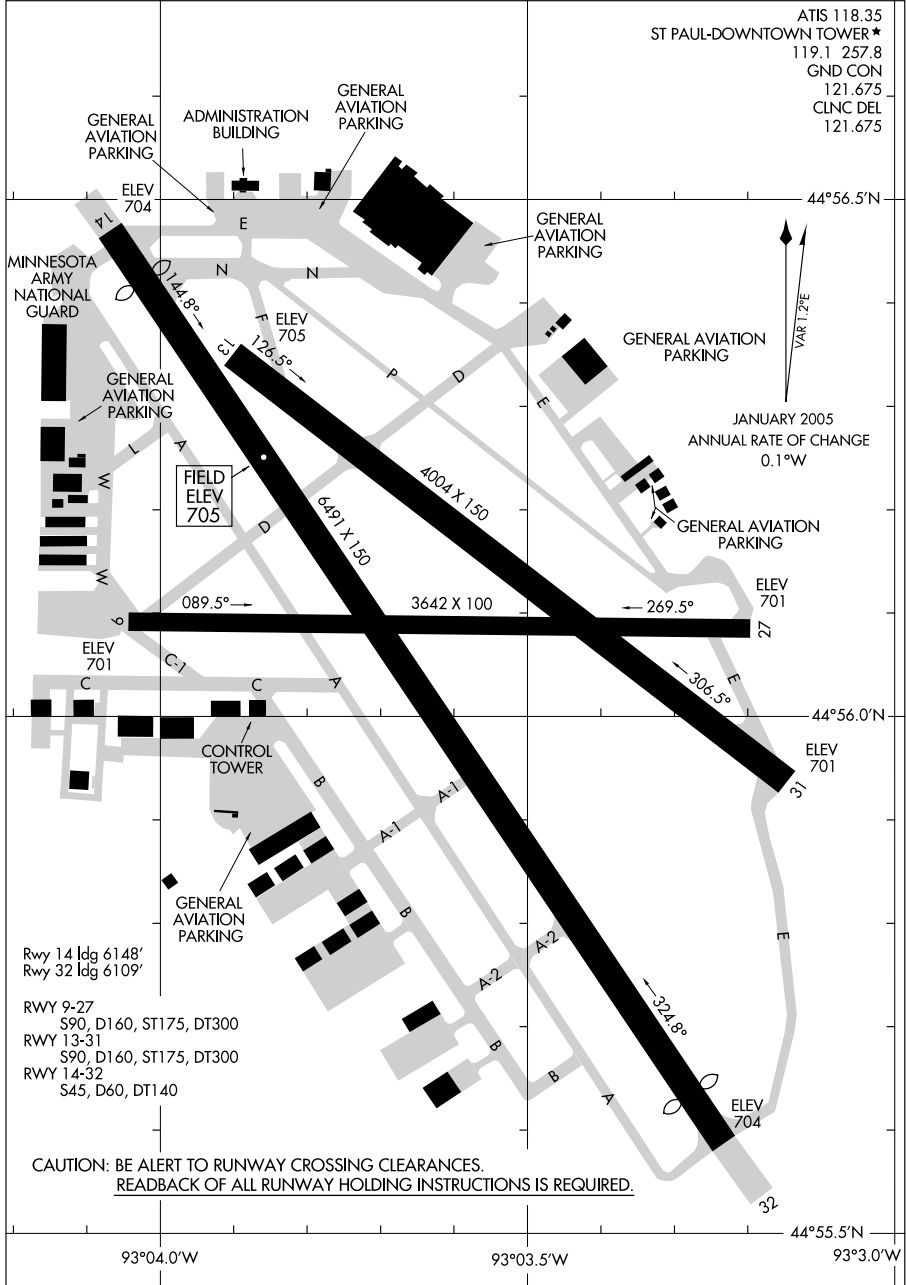 ATIS 118.35
ST PAUL-DOWNTOWN TOWER★
119.1 257.8
GND CON
121.675
CLNC DEL
121.675
GENERAL
AVIATION
PARKING
ADMINISTRATION
BUILDING
GENERAL
AVIATION
PARKING
ELEV
704
14
E
44°56.5'N
GENERAL
AVIATION
PARKING
MINNESOTA
ARMY
NATIONAL
GUARD
N
N
144.8°
F
ELEV
705
13
126.5°
VAR 1.2°E
GENERAL AVIATION
PARKING
P
D
E
GENERAL
AVIATION
PARKING
JANUARY 2005
ANNUAL RATE OF CHANGE
0.1°W
L
A
W
FIELD
ELEV
705
D
6491 X 150
4004 X 150
GENERAL AVIATION
PARKING
W
089.5°
3642 X 100
269.5°
ELEV
701
9
27
ELEV
701
C-1
C
C
A
E
306.5°
44°56.0'N
CONTROL
TOWER
ELEV
701
31
B
A-1
A-1
GENERAL
AVIATION
PARKING
B
E
A-2
A-2
Rwy 14 ldg 6148'
Rwy 32 ldg 6109'
RWY 9-27
S90, D160, ST175, DT300
RWY 13-31
S90, D160, ST175, DT300
RWY 14-32
S45, D60, DT140
324.8°
B
B
A
ELEV
704
CAUTION: BE ALERT TO RUNWAY CROSSING CLEARANCES.
READBACK OF ALL RUNWAY HOLDING INSTRUCTIONS IS REQUIRED.
32
44°55.5'N
93°04.0'W
93°03.5'W
93°3.0'W